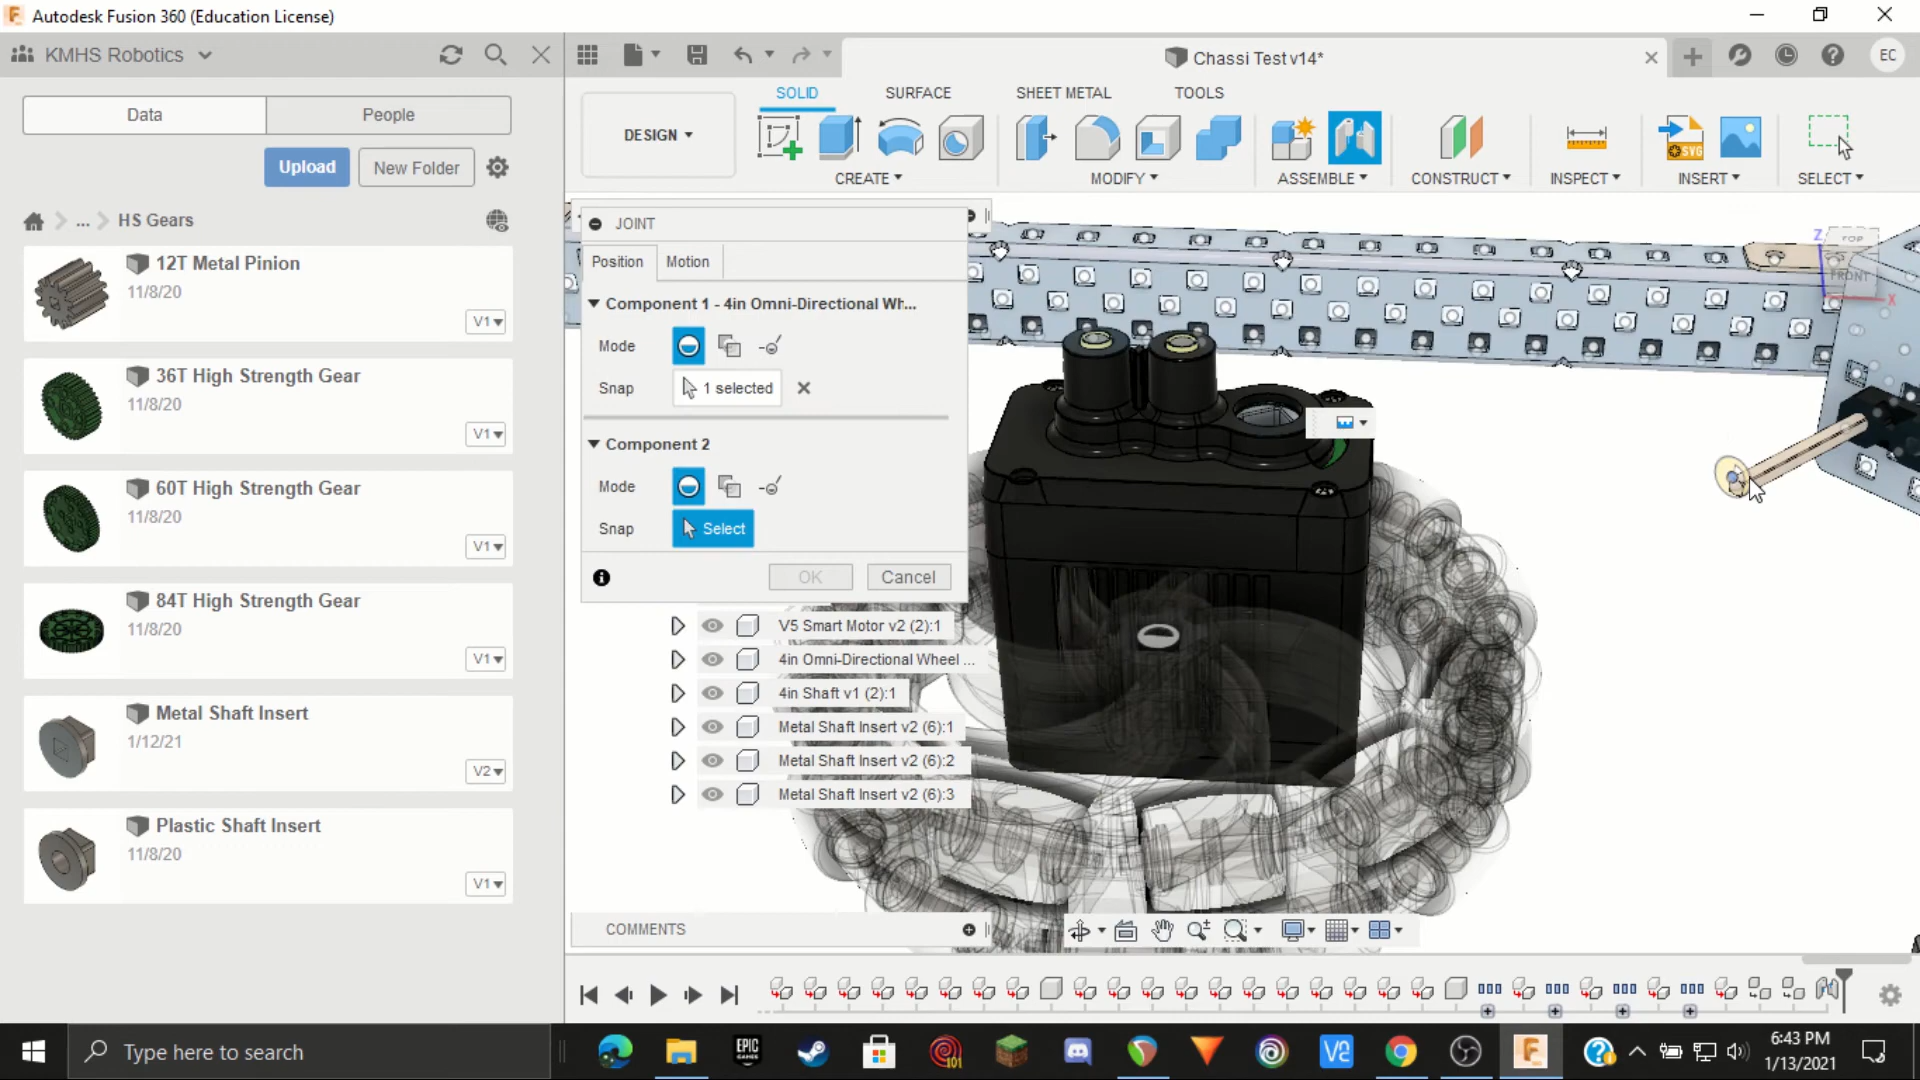 Autodesk Fusion 360 (Education License)
KMHS Robotics
Chassi Test v14*
EC
Data
People
Upload
New Folder
... HS Gears
12T Metal Pinion
11/8/20
V1
36T High Strength Gear
11/8/20
V1
60T High Strength Gear
11/8/20
V1
84T High Strength Gear
11/8/20
V1
Metal Shaft Insert
1/12/21
V2
Plastic Shaft Insert
11/8/20
V1
SOLID
SURFACE
SHEET METAL
TOOLS
DESIGN
CREATE
MODIFY
ASSEMBLE
CONSTRUCT
INSPECT
SVG
INSERT
SELECT
JOINT
Position
Motion
Component 1 - 4in Omni-Directional Wh...
Mode
Snap
1 selected
Component 2
Mode
Snap
Select
OK
Cancel
V5 Smart Motor v2 (2):1
4in Omni-Directional Wheel ...
4in Shaft v1 (2):1
Metal Shaft Insert v2 (6):1
Metal Shaft Insert v2 (6):2
Metal Shaft Insert v2 (6):3
Z
TOP
FRONT
X
COMMENTS
Type here to search
EPIC GAMES
101
6:43 PM
1/13/2021